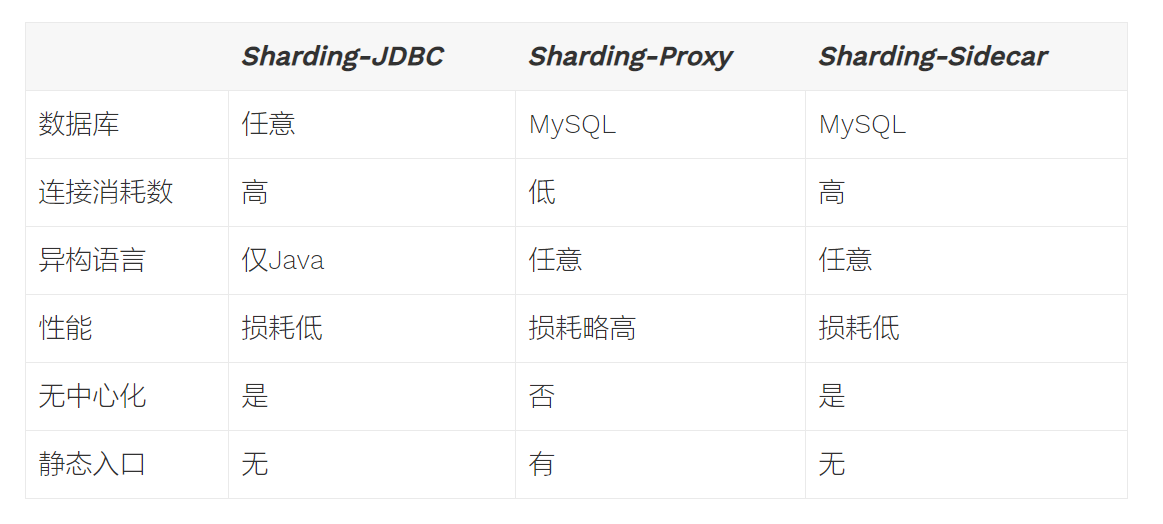 Sharding-JDBC Sharding-Proxy Sharding-Sidecar
数据库 任意 MySQL MySQL
连接消耗数 高 低 高
异构语言 仅Java 任意 任意
性能 损耗低 损耗略高 损耗低
无中心化 是 否 是
静态入口 无 有 无